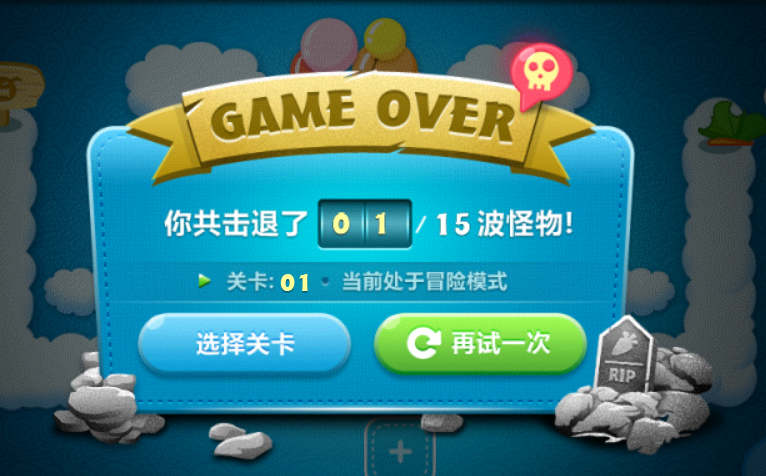 GAME OVER
你共击退了 01 / 15 波怪物!
关卡: 01 • 当前处于冒险模式
选择关卡
再试一次
RIP